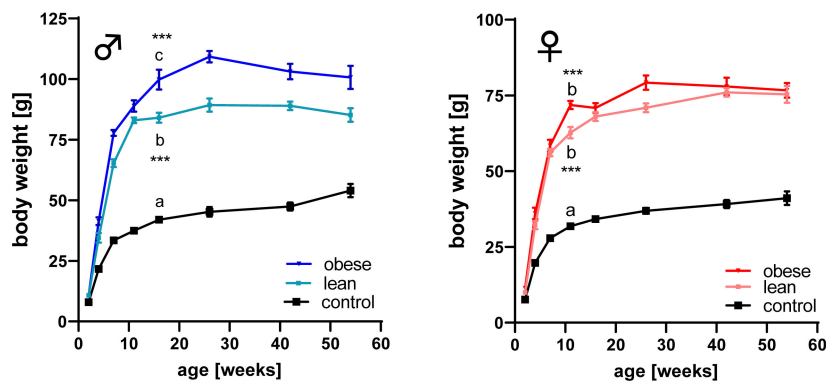 125
100
75
50
25
0
body weight [g]
♂
***
c
b
***
a
obese
lean
control
0 10 20 30 40 50 60
age [weeks]
100
75
50
25
0
body weight [g]
♀
***
b
b
***
a
obese
lean
control
0 10 20 30 40 50 60
age [weeks]